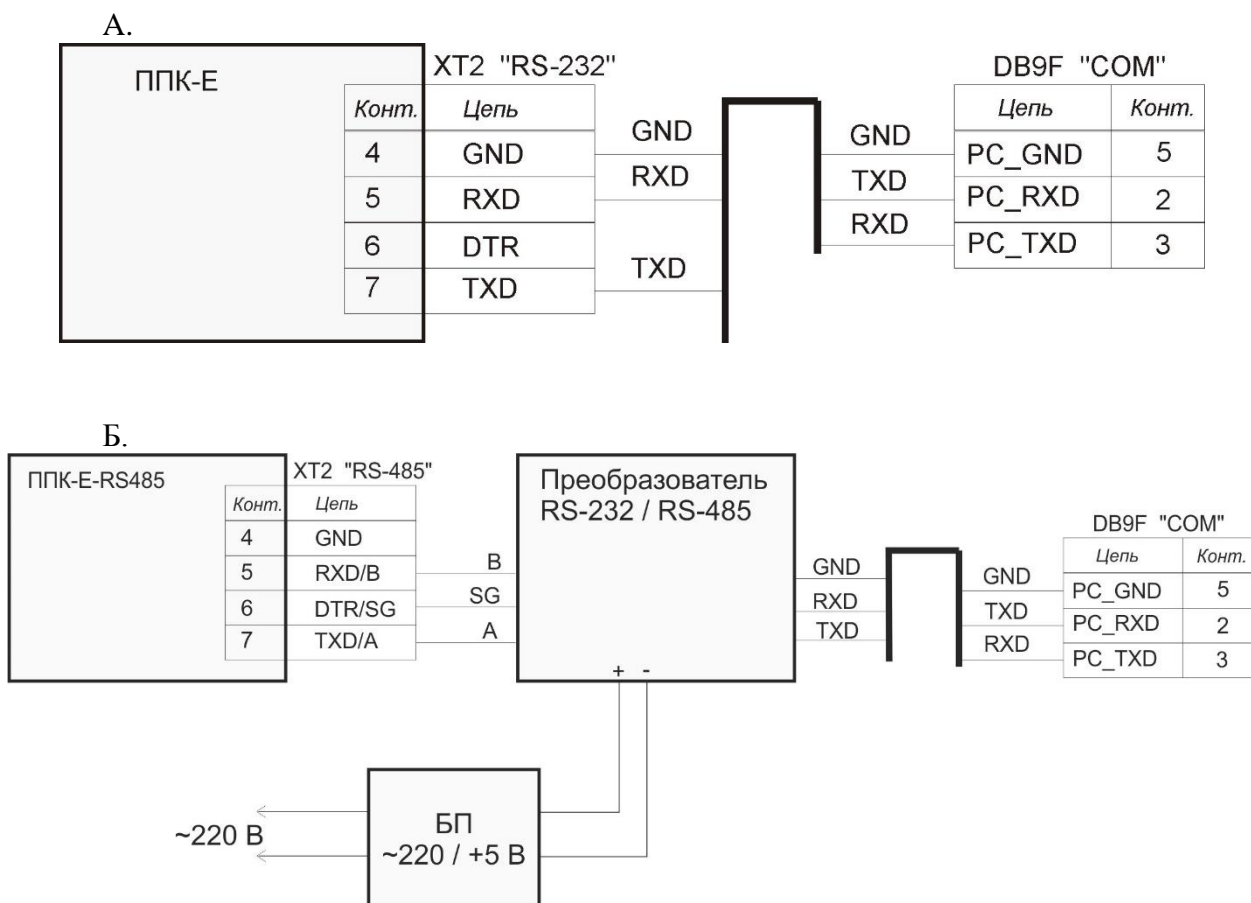 А.
ППК-Е
XT2 "RS-232"
Конт. Цепь
4 GND
5 RXD
6 DTR
7 TXD
GND
RXD
TXD
GND
TXD
RXD
DB9F "COM"
Цепь Конт.
PC_GND 5
PC_RXD 2
PC_TXD 3
Б.
ППК-Е-RS485
XT2 "RS-485"
Конт. Цепь
4 GND
5 RXD/B
6 DTR/SG
7 TXD/A
B
SG
A
Преобразователь
RS-232 / RS-485
+ -
GND
RXD
TXD
GND
TXD
RXD
DB9F "COM"
Цепь Конт.
PC_GND 5
PC_RXD 2
PC_TXD 3
~220 В
БП
~220 / +5 В